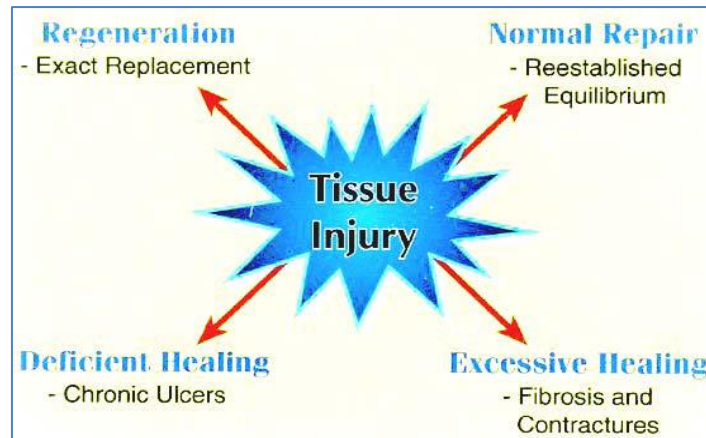 Regeneration
- Exact Replacement
Normal Repair
- Reestablished
Equilibrium
Tissue
Injury
Deficient Healing
- Chronic Ulcers
Excessive Healing
- Fibrosis and
Contractures